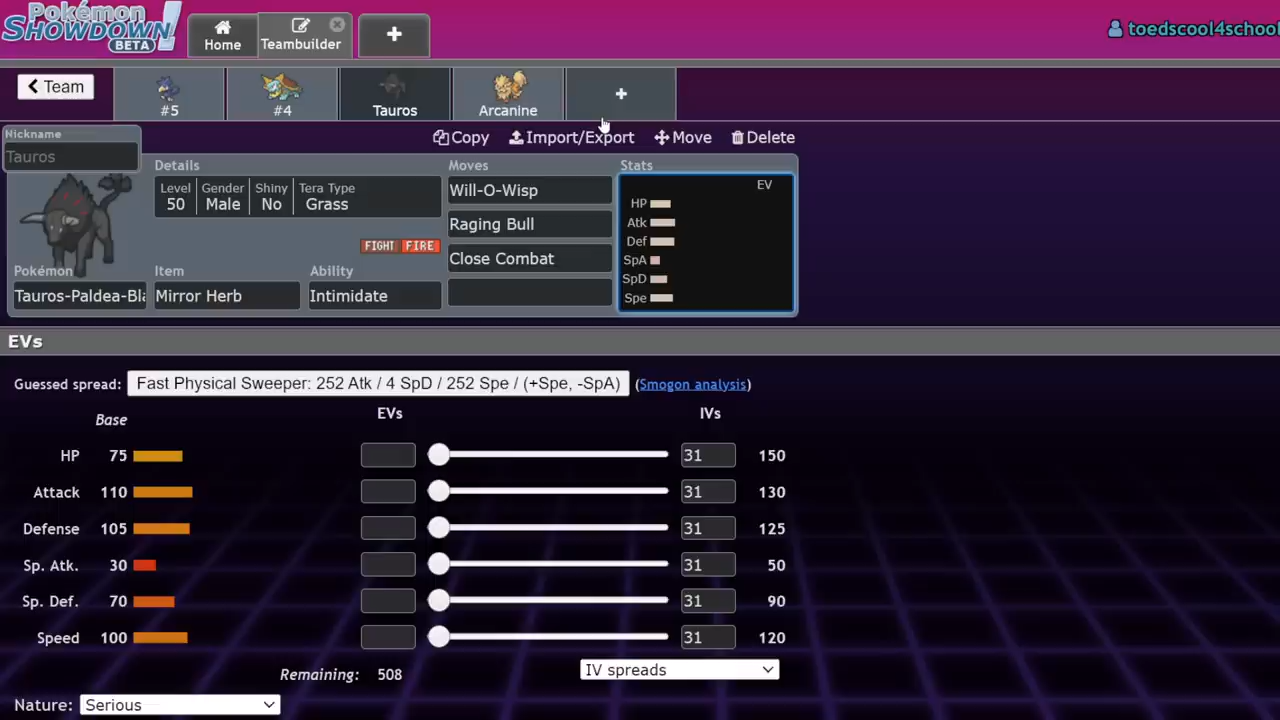 Pokémon
SHOWDOWN!
BETA
Home
Teambuilder
+
toedscool4school
Team
#5
#4
Tauros
Arcanine
+
Copy
Import/Export
Move
Delete
Nickname
Tauros
Details
Moves
Stats
Level
50
Gender
Male
Shiny
No
Tera Type
Grass
Will-O-Wisp
Raging Bull
Close Combat
EV
HP
Atk
Def
SpA
SpD
Spe
FIGHT FIRE
Pokémon
Item
Ability
Tauros-Paldea-Bla
Mirror Herb
Intimidate
EVs
Guessed spread: Fast Physical Sweeper: 252 Atk / 4 SpD / 252 Spe / (+Spe, -SpA) (Smogon analysis)
Base EVs IVs
HP 75 31 150
Attack 110 31 130
Defense 105 31 125
Sp. Atk. 30 31 50
Sp. Def. 70 31 90
Speed 100 31 120
Remaining: 508
IV spreads
Nature: Serious